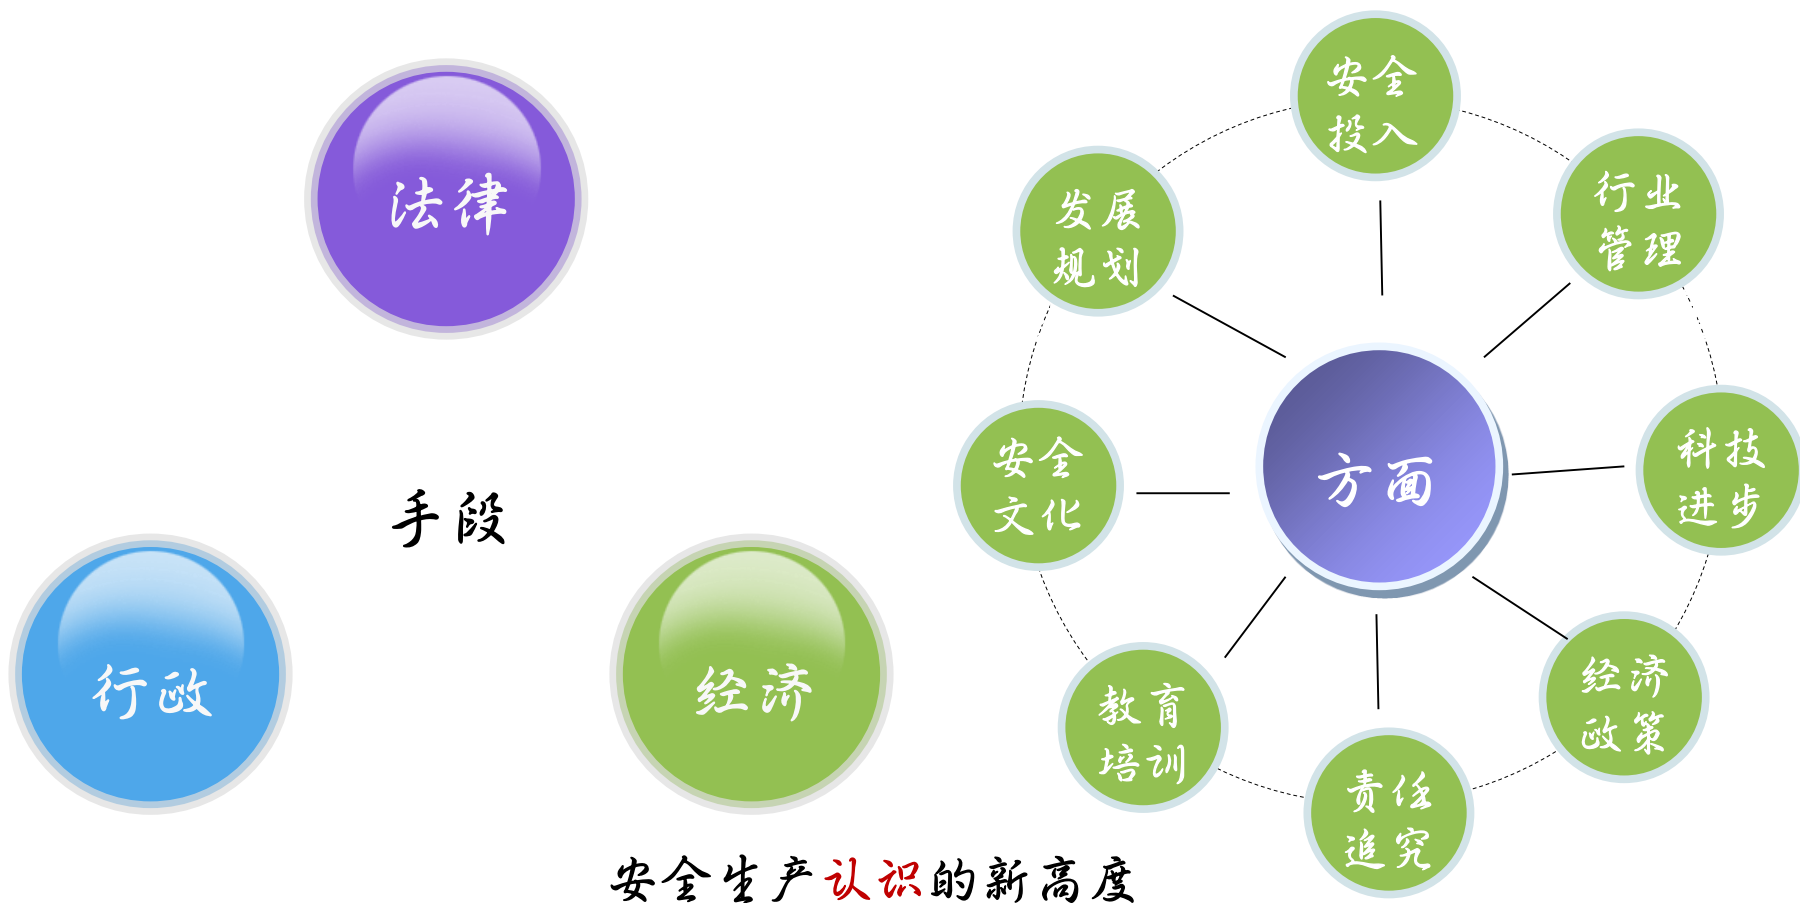 法律
手段
行政
经济
安全
投入
行业
管理
科技
进步
经济
政策
责任
追究
教育
培训
安全
文化
发展
规划
方面
安全生产认识的新高度